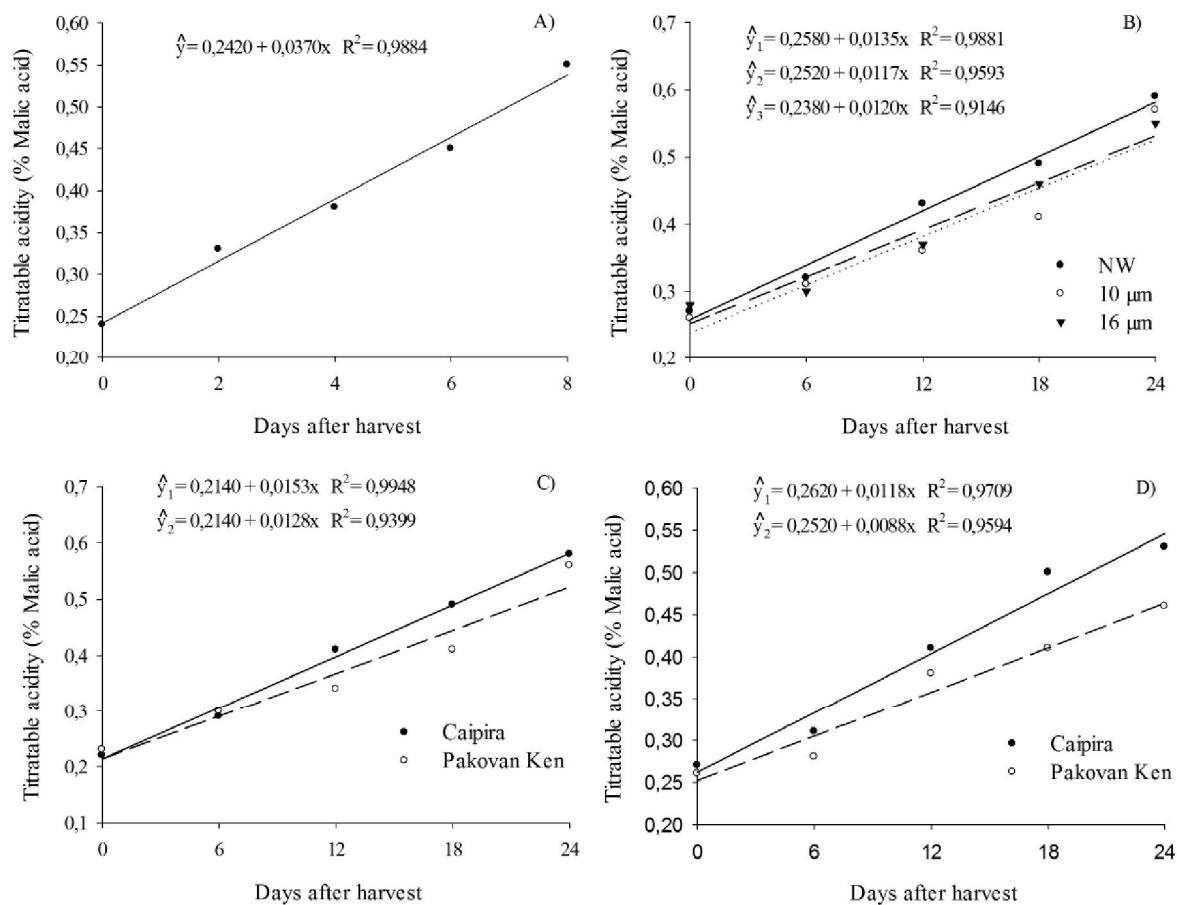 A)
ŷ = 0,2420 + 0,0370x R² = 0,9884
Titratable acidity (% Malic acid)
0,60
0,55
0,50
0,45
0,40
0,35
0,30
0,25
0,20
0 2 4 6 8
Days after harvest
B)
ŷ₁ = 0,2580 + 0,0135x R² = 0,9881
ŷ₂ = 0,2520 + 0,0117x R² = 0,9593
ŷ₃ = 0,2380 + 0,0120x R² = 0,9146
Titratable acidity (% Malic acid)
0,7
0,6
0,5
0,4
0,3
0,2
NW
10 µm
16 µm
0 6 12 18 24
Days after harvest
C)
ŷ₁ = 0,2140 + 0,0153x R² = 0,9948
ŷ₂ = 0,2140 + 0,0128x R² = 0,9399
Titratable acidity (% Malic acid)
0,7
0,6
0,5
0,4
0,3
0,2
0,1
Caipira
Pakovan Ken
0 6 12 18 24
Days after harvest
D)
ŷ₁ = 0,2620 + 0,0118x R² = 0,9709
ŷ₂ = 0,2520 + 0,0088x R² = 0,9594
Titratable acidity (% Malic acid)
0,60
0,55
0,50
0,45
0,40
0,35
0,30
0,25
0,20
Caipira
Pakovan Ken
0 6 12 18 24
Days after harvest